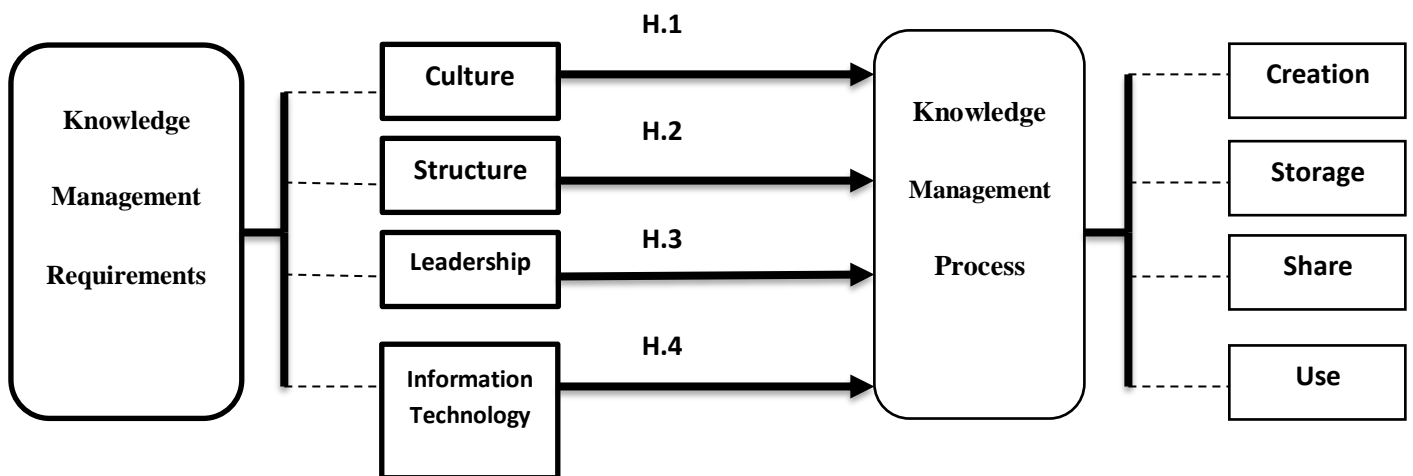 Knowledge
Management
Requirements
Culture
Structure
Leadership
Information
Technology
H.1
H.2
H.3
H.4
Knowledge
Management
Process
Creation
Storage
Share
Use